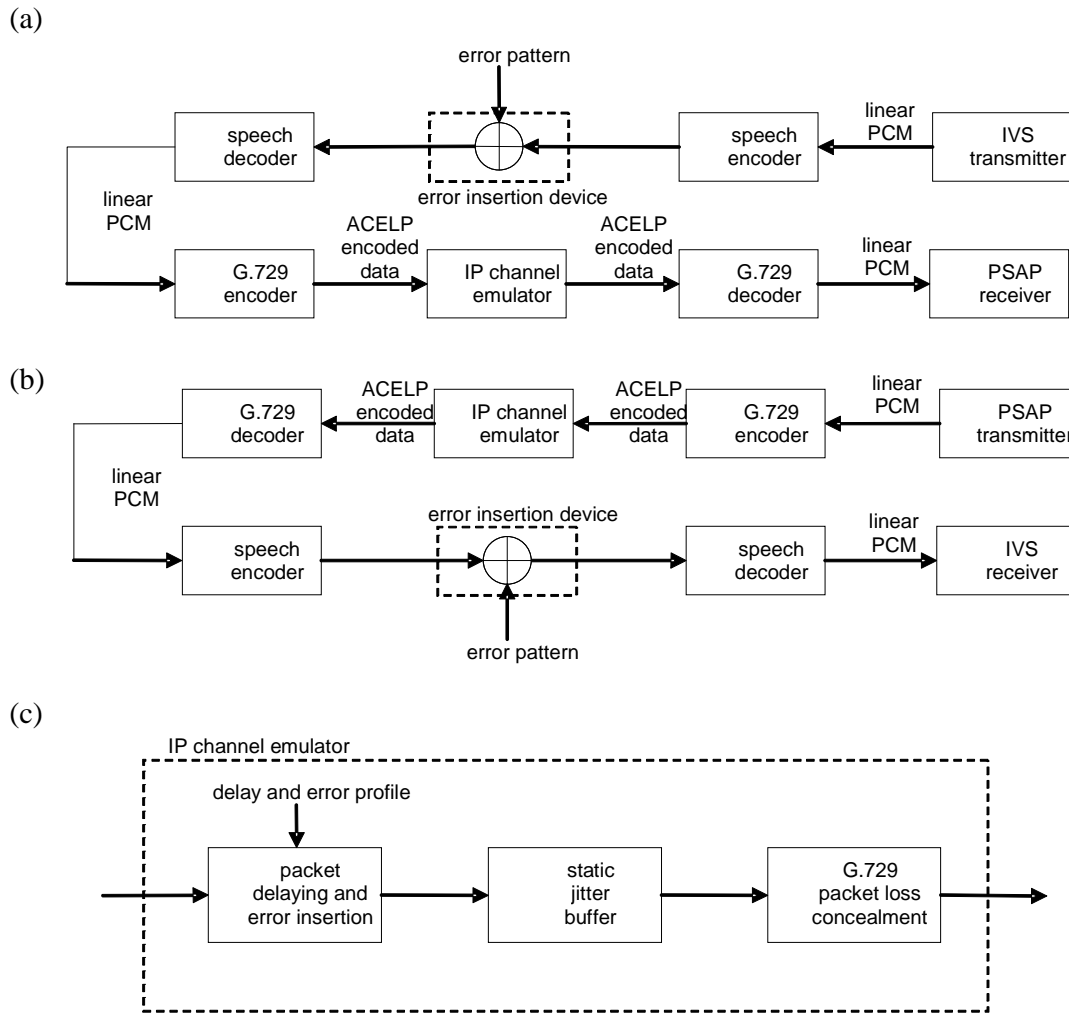 (a)
error pattern
speech
decoder
speech
encoder
linear
PCM
IVS
transmitter
error insertion device
linear
PCM
G.729
encoder
ACELP
encoded
data
IP channel
emulator
ACELP
encoded
data
G.729
decoder
linear
PCM
PSAP
receiver
(b)
G.729
decoder
ACELP
encoded
data
IP channel
emulator
ACELP
encoded
data
G.729
encoder
linear
PCM
PSAP
transmitter
linear
PCM
error insertion device
speech
encoder
speech
decoder
linear
PCM
IVS
receiver
error pattern
(c)
IP channel emulator
delay and error profile
packet
delaying and
error insertion
static
jitter
buffer
G.729
packet loss
concealment